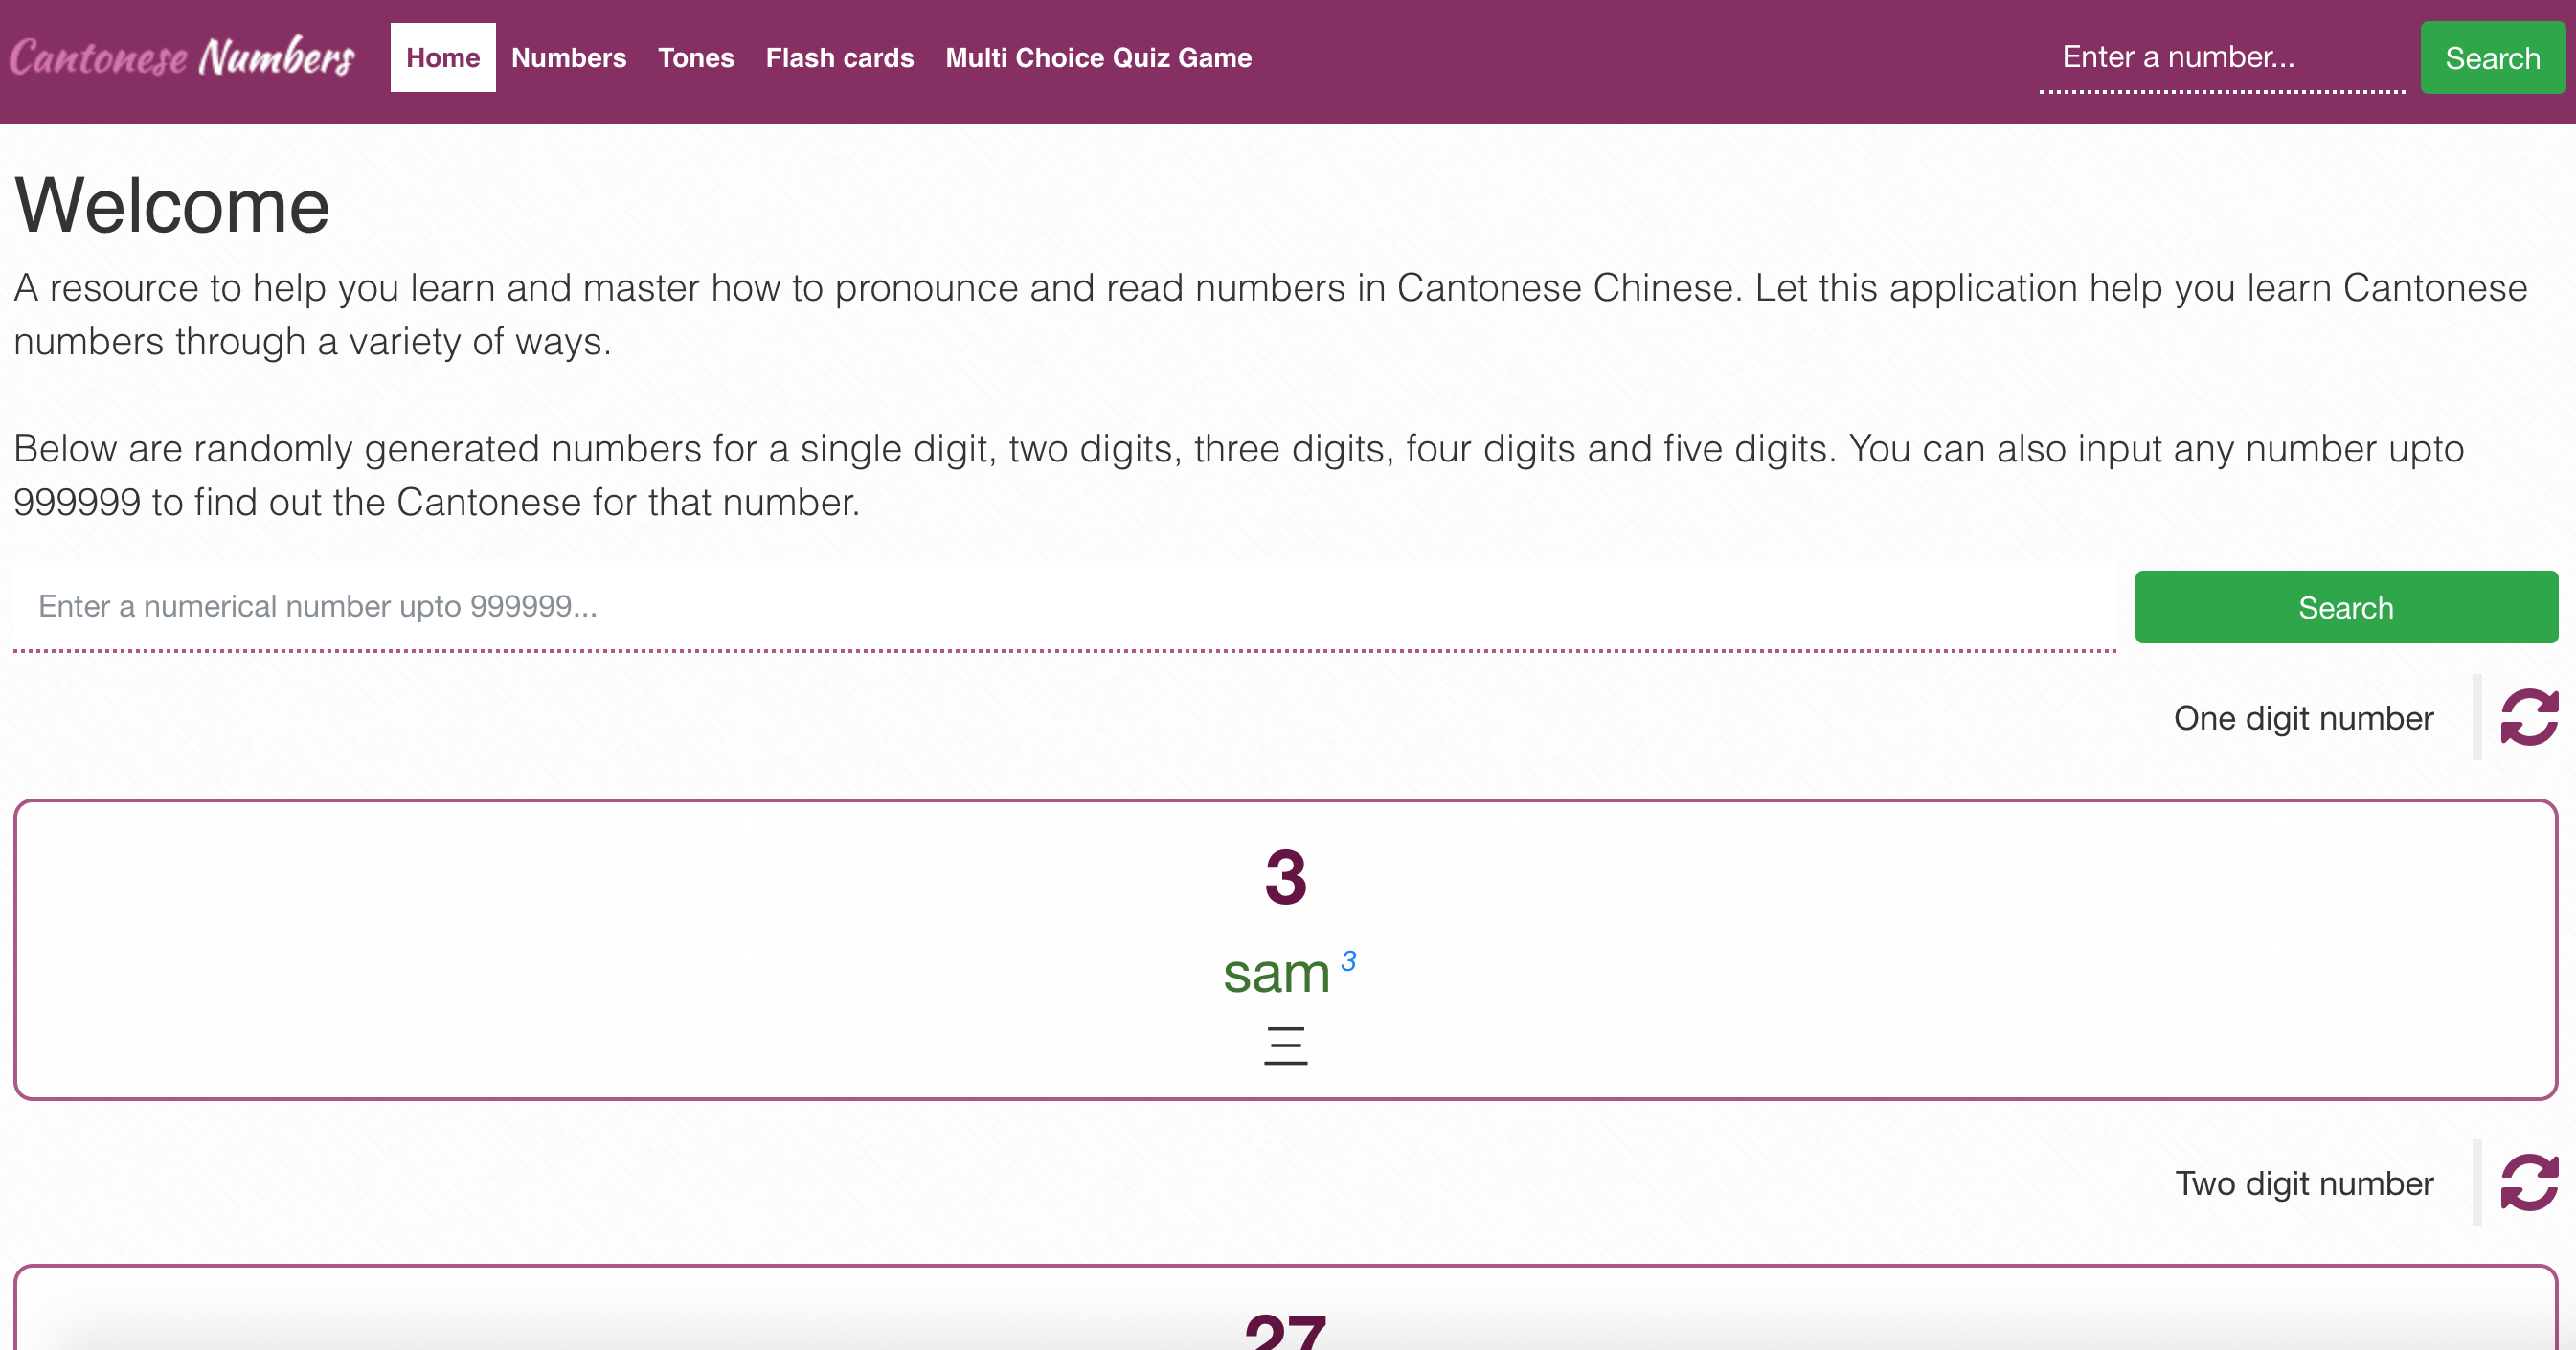 Cantonese Numbers Home Numbers Tones Flash cards Multi Choice Quiz Game Enter a number... Search
Welcome
A resource to help you learn and master how to pronounce and read numbers in Cantonese Chinese. Let this application help you learn Cantonese
numbers through a variety of ways.
Below are randomly generated numbers for a single digit, two digits, three digits, four digits and five digits. You can also input any number upto
999999 to find out the Cantonese for that number.
Enter a numerical number upto 999999... Search
One digit number
3
sam 3
三
Two digit number
27